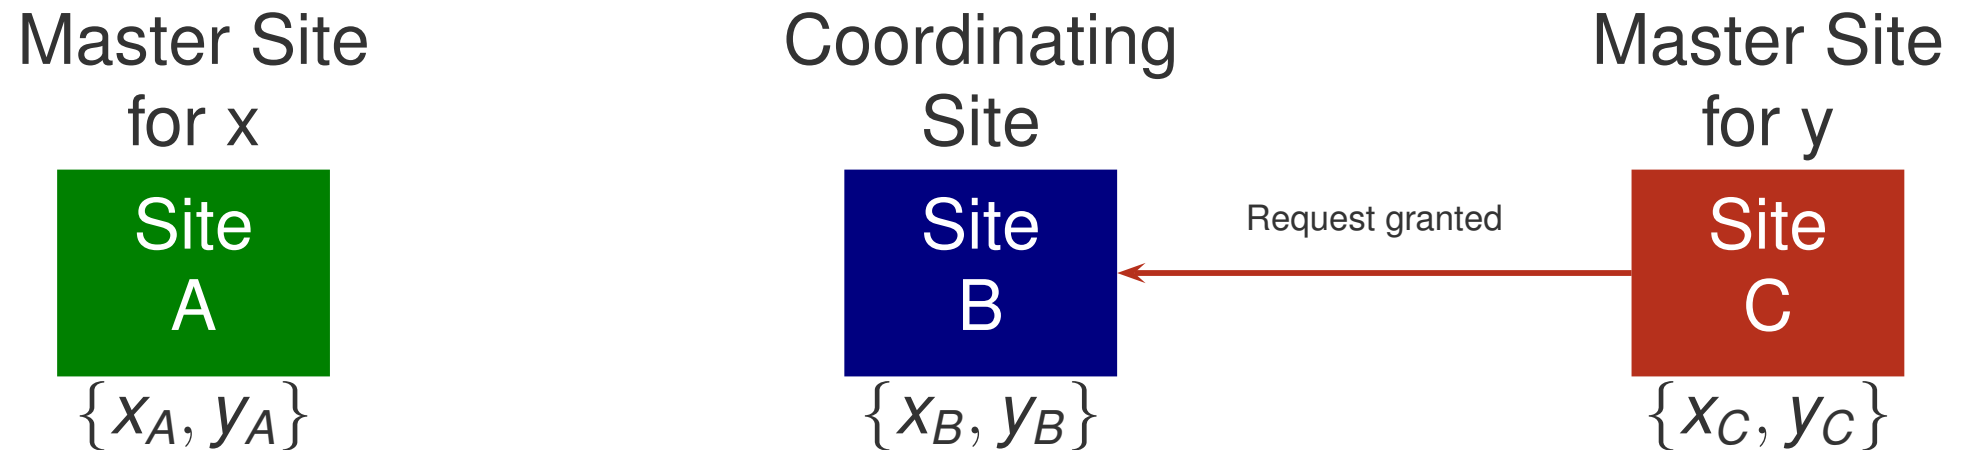 Master Site
for x
Site
A
{x_A, y_A}
Coordinating
Site
Site
B
{x_B, y_B}
Request granted
Master Site
for y
Site
C
{x_C, y_C}